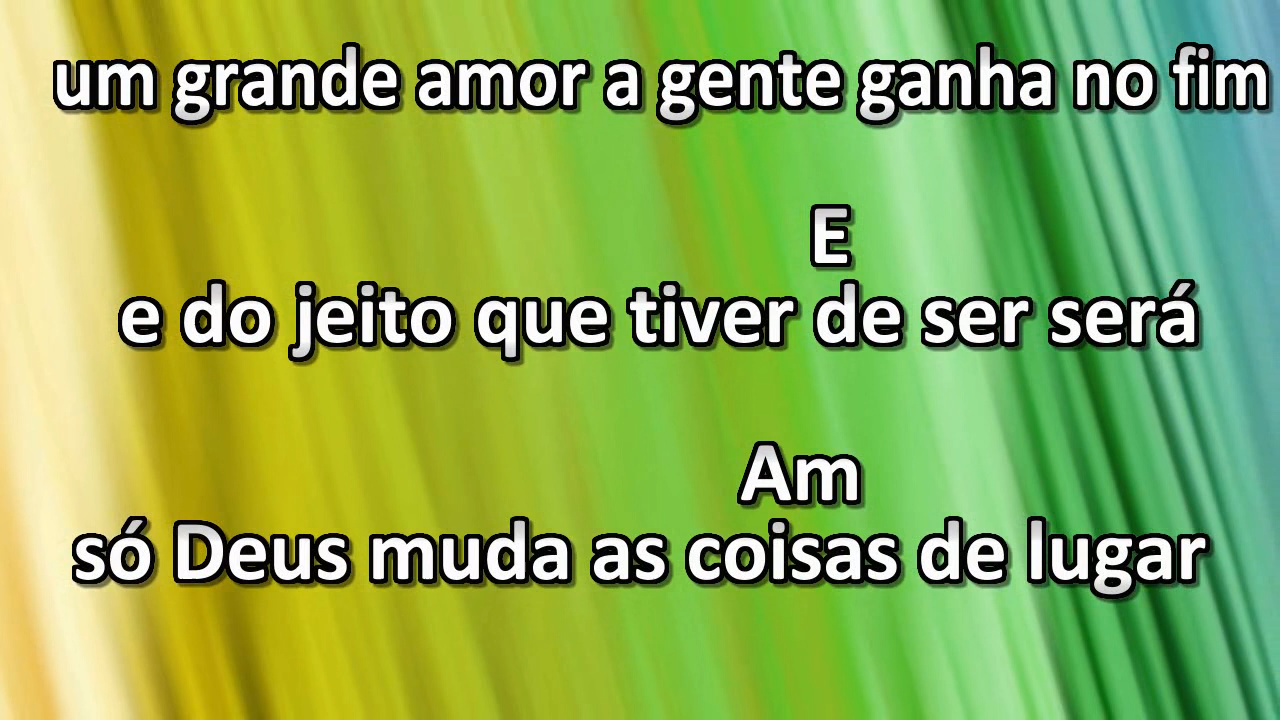 um grande amor a gente ganha no fim
E
e do jeito que tiver de ser será
Am
só Deus muda as coisas de lugar